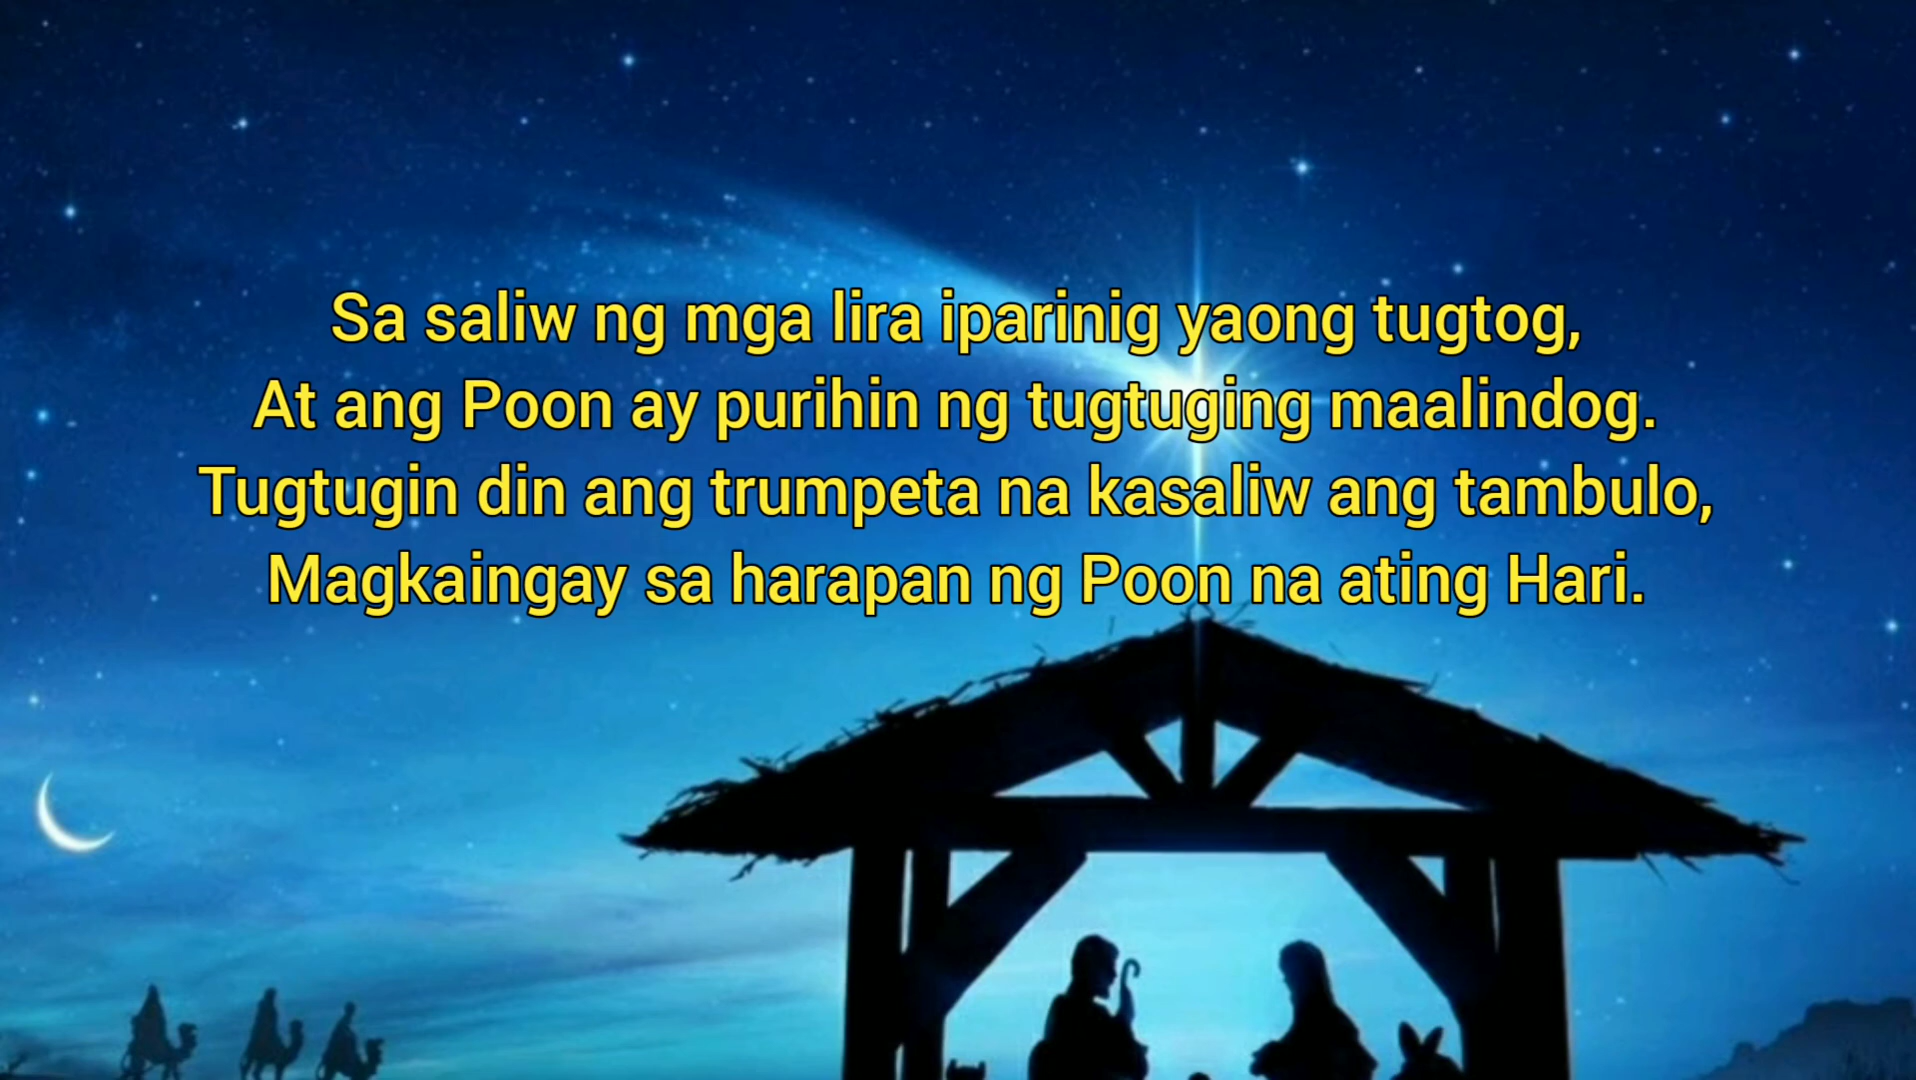 Sa saliw ng mga lira iparinig yaong tugtog,
At ang Poon ay purihin ng tugtuging maalindog.
Tugtugin din ang trumpeta na kasaliw ang tambulo,
Magkaingay sa harapan ng Poon na ating Hari.